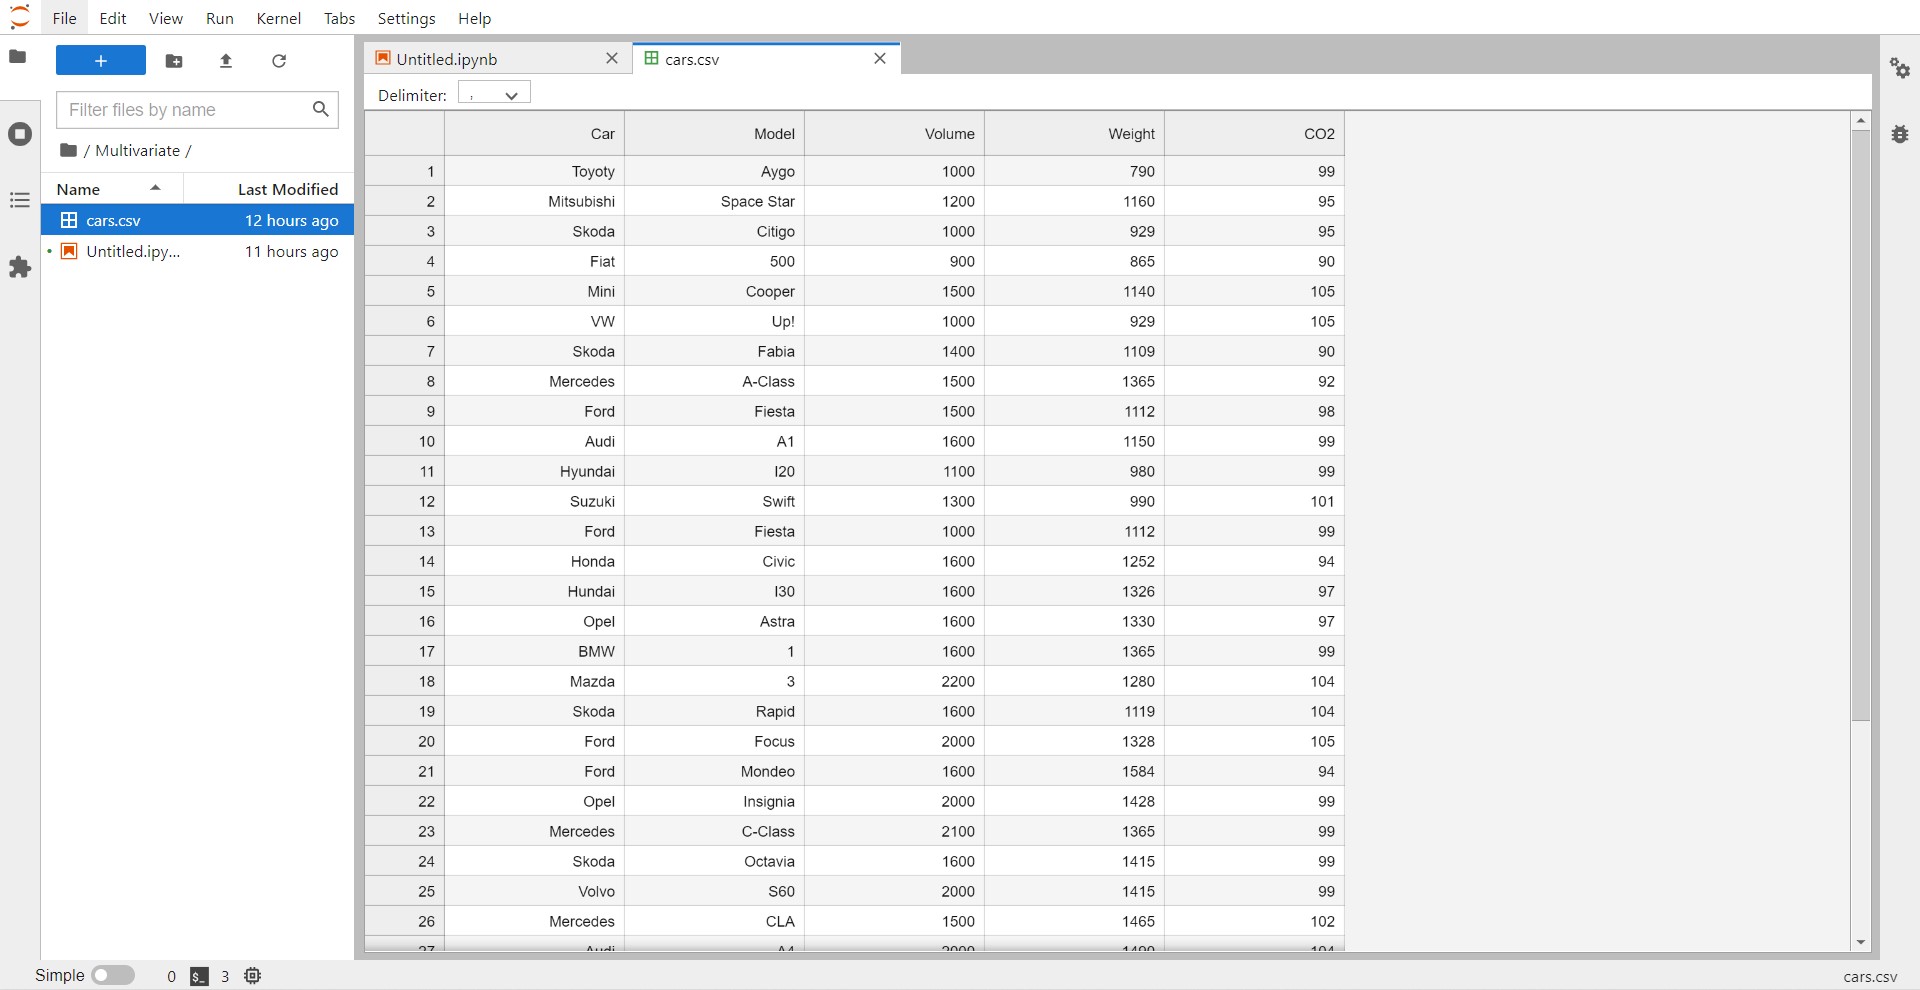 File Edit View Run Kernel Tabs Settings Help
+
Filter files by name
/ Multivariate /
Name Last Modified
cars.csv 12 hours ago
Untitled.ipy... 11 hours ago
Untitled.ipynb cars.csv
Delimiter: ,
Car Model Volume Weight CO2
1 Toyoty Aygo 1000 790 99
2 Mitsubishi Space Star 1200 1160 95
3 Skoda Citigo 1000 929 95
4 Fiat 500 900 865 90
5 Mini Cooper 1500 1140 105
6 VW Up! 1000 929 105
7 Skoda Fabia 1400 1109 90
8 Mercedes A-Class 1500 1365 92
9 Ford Fiesta 1500 1112 98
10 Audi A1 1600 1150 99
11 Hyundai I20 1100 980 99
12 Suzuki Swift 1300 990 101
13 Ford Fiesta 1000 1112 99
14 Honda Civic 1600 1252 94
15 Hundai I30 1600 1326 97
16 Opel Astra 1600 1330 97
17 BMW 1 1600 1365 99
18 Mazda 3 2200 1280 104
19 Skoda Rapid 1600 1119 104
20 Ford Focus 2000 1328 105
21 Ford Mondeo 1600 1584 94
22 Opel Insignia 2000 1428 99
23 Mercedes C-Class 2100 1365 99
24 Skoda Octavia 1600 1415 99
25 Volvo S60 2000 1415 99
26 Mercedes CLA 1500 1465 102
27 Audi A4 2000 1490 104
Simple 0 $_ 3 cars.csv